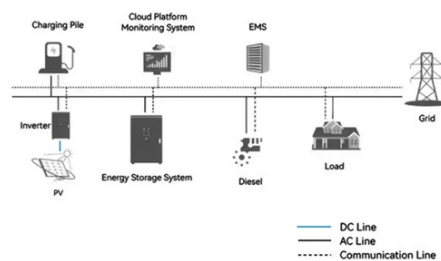 Charging Pile
Cloud Platform
Monitoring System
EMS
Grid
Inverter
PV
Energy Storage System
Diesel
Load
DC Line
AC Line
Communication Line